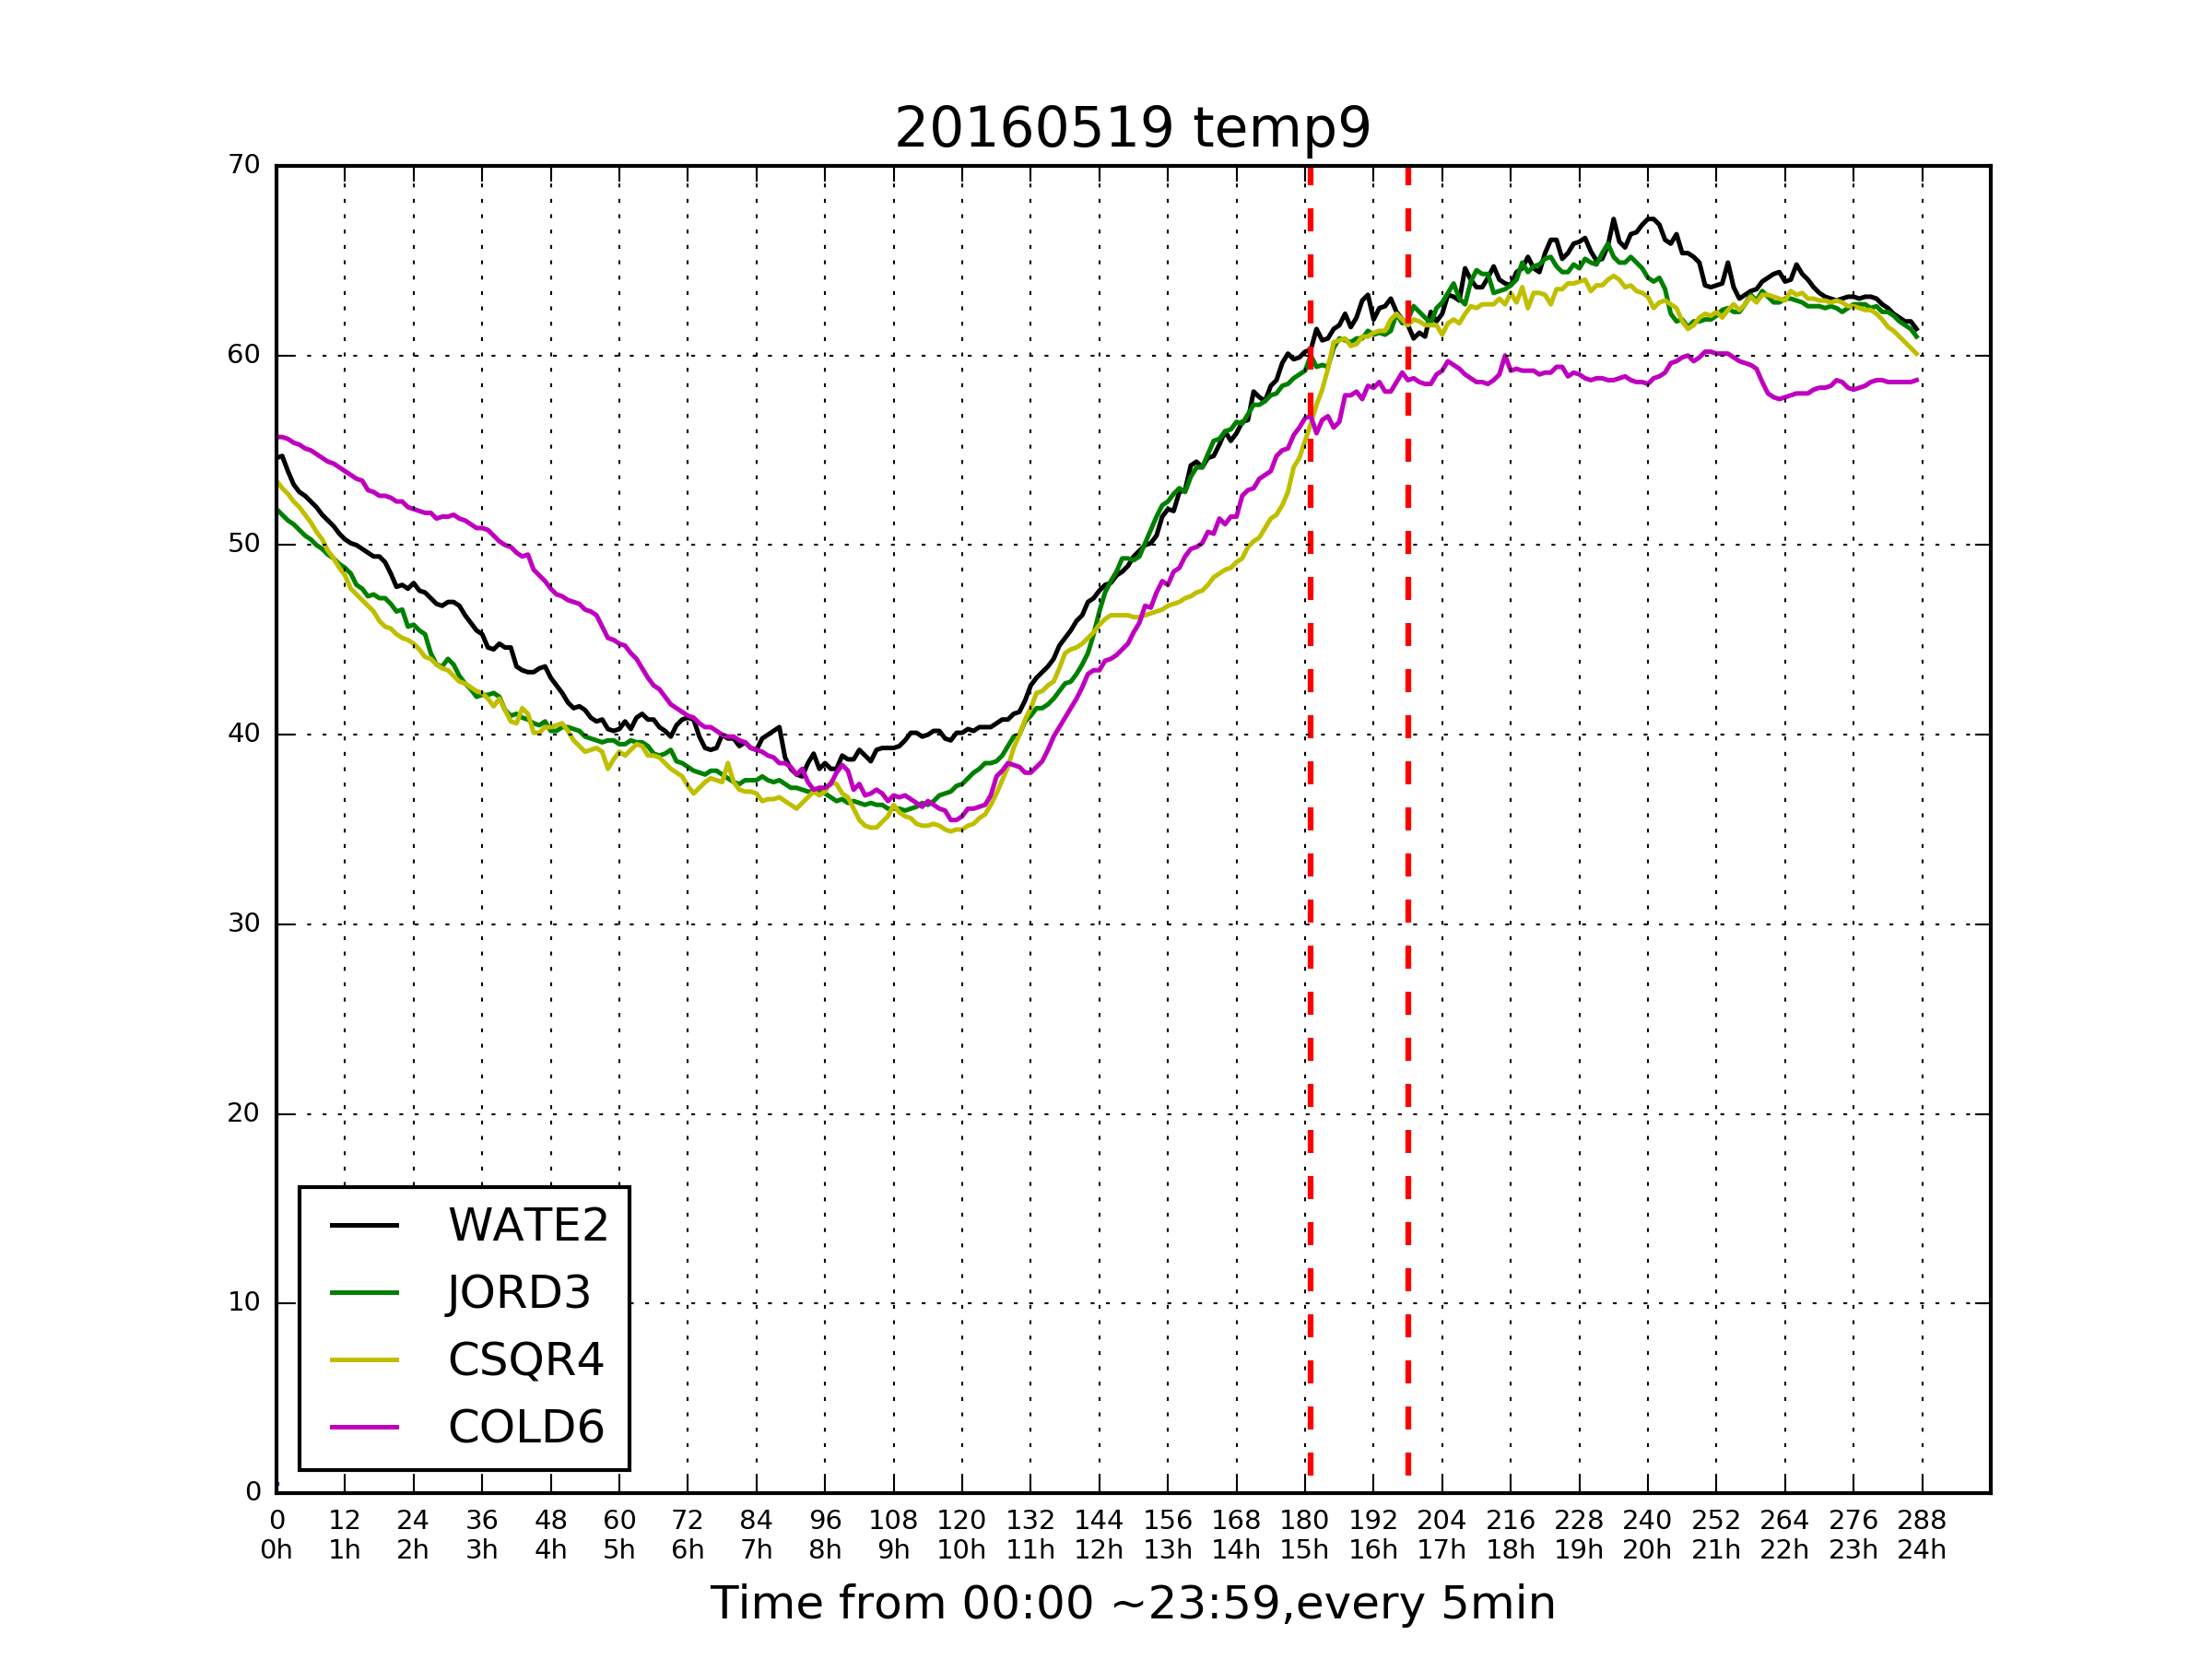 20160519 temp9
70
60
50
40
30
20
10
0
WATE2
JORD3
CSQR4
COLD6
0 12 24 36 48 60 72 84 96 108 120 132 144 156 168 180 192 204 216 228 240 252 264 276 288
0h 1h 2h 3h 4h 5h 6h 7h 8h 9h 10h 11h 12h 13h 14h 15h 16h 17h 18h 19h 20h 21h 22h 23h 24h
Time from 00:00 ~23:59,every 5min